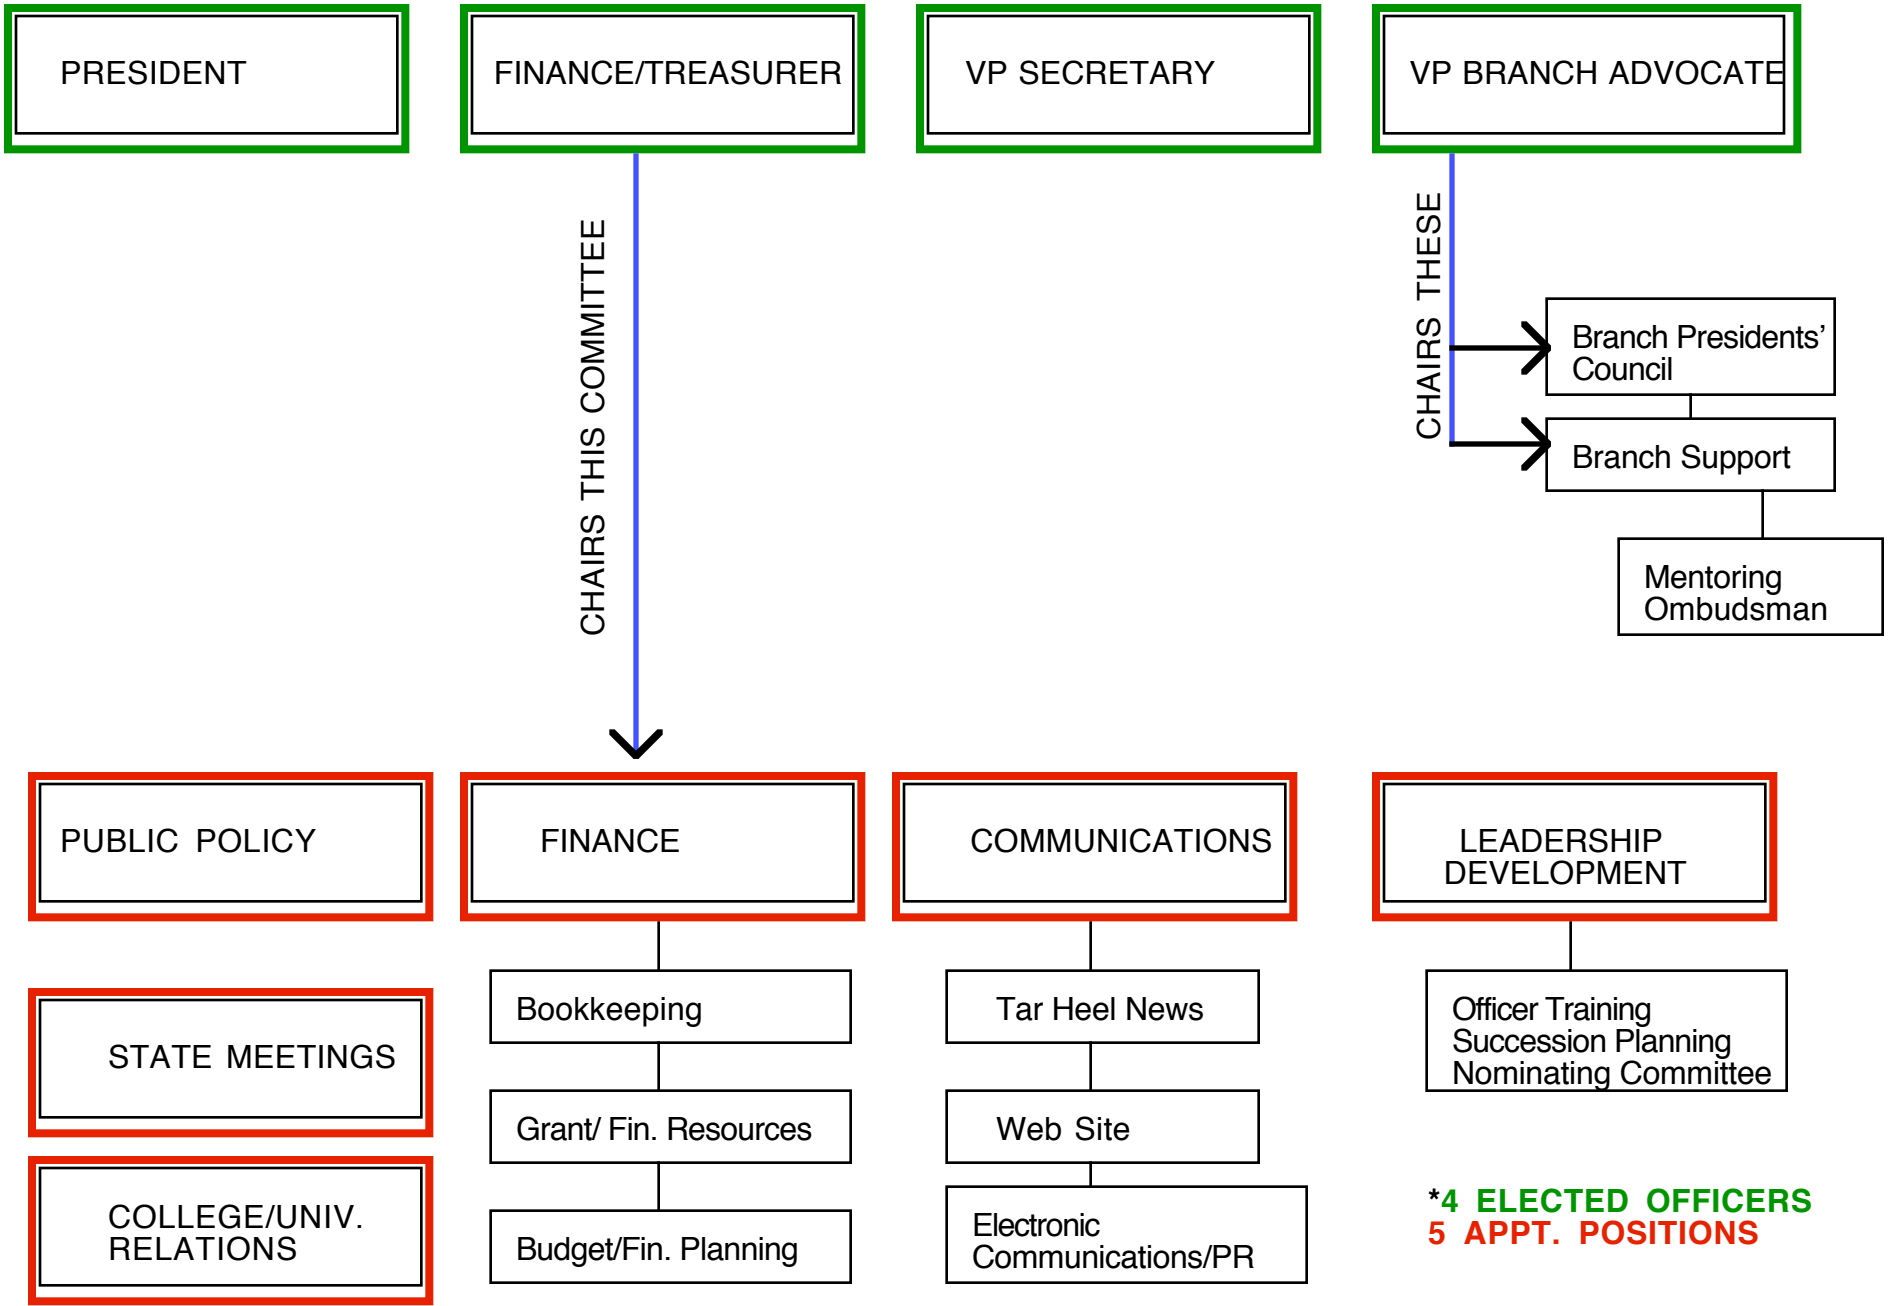 PRESIDENT
FINANCE/TREASURER
VP SECRETARY
VP BRANCH ADVOCATE
CHAIRS THIS COMMITTEE
CHAIRS THESE
Branch Presidents’
Council
Branch Support
Mentoring
Ombudsman
PUBLIC POLICY
FINANCE
COMMUNICATIONS
LEADERSHIP
DEVELOPMENT
STATE MEETINGS
COLLEGE/UNIV.
RELATIONS
Bookkeeping
Grant/ Fin. Resources
Budget/Fin. Planning
Tar Heel News
Web Site
Electronic
Communications/PR
Officer Training
Succession Planning
Nominating Committee
*4 ELECTED OFFICERS
5 APPT. POSITIONS